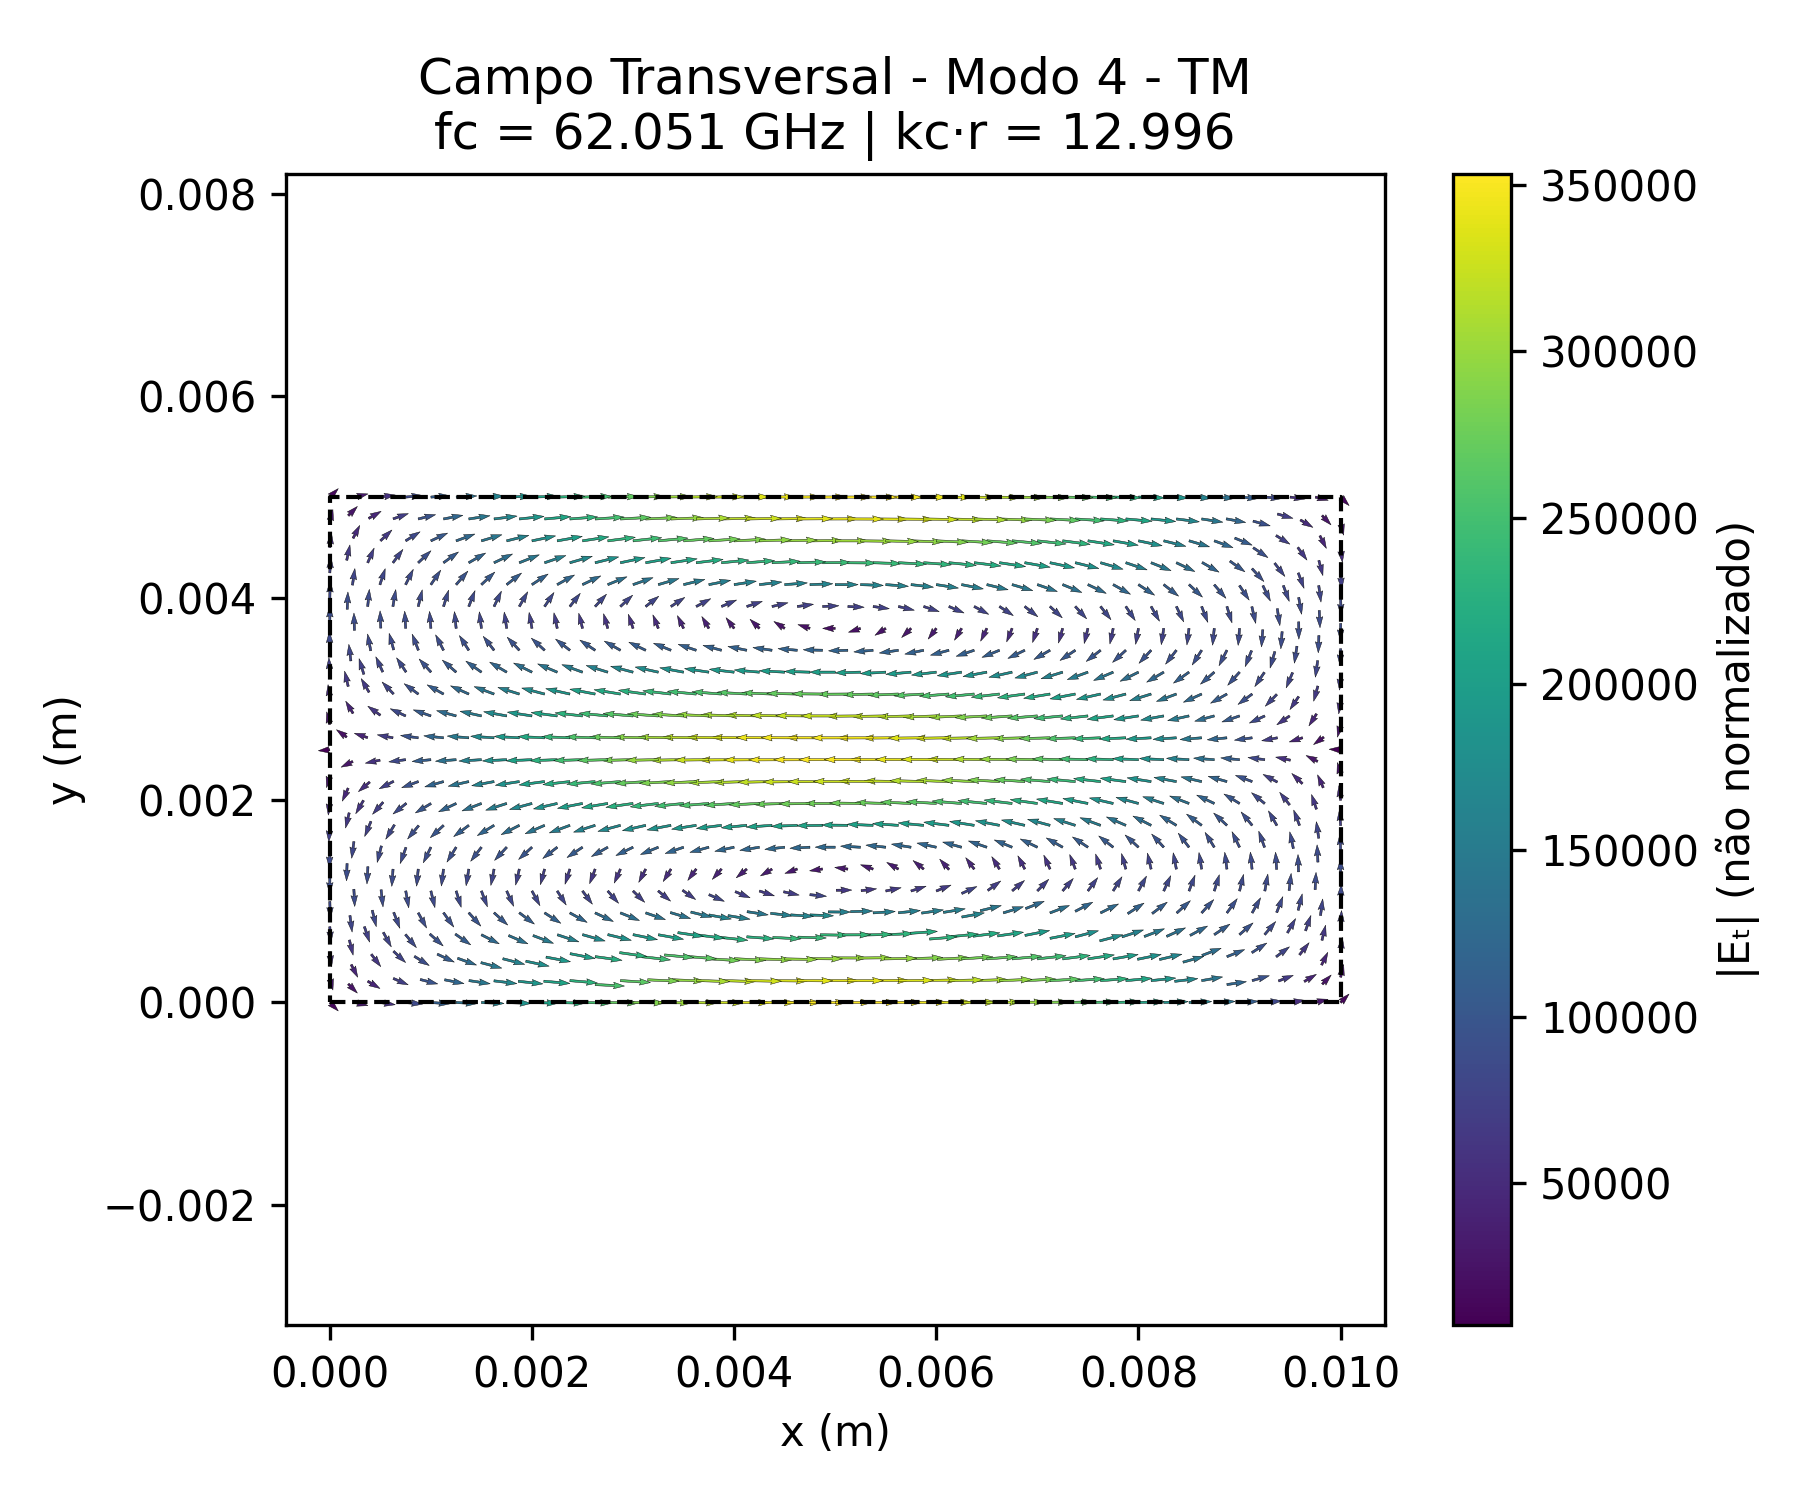 Campo Transversal - Modo 4 - TM
fc = 62.051 GHz | kc·r = 12.996
0.008
0.006
0.004
0.002
0.000
−0.002
y (m)
0.000 0.002 0.004 0.006 0.008 0.010
x (m)
350000
300000
250000
200000
150000
100000
50000
|Eₜ| (não normalizado)